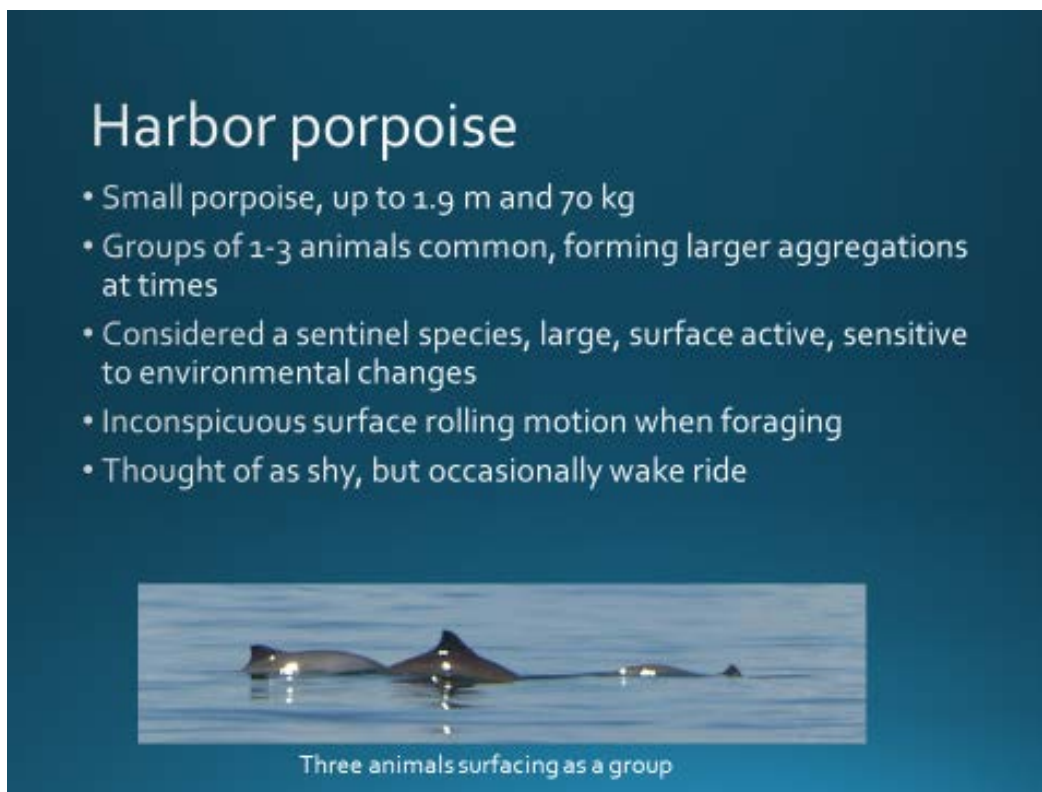 Harbor porpoise
• Small porpoise, up to 1.9 m and 70 kg
• Groups of 1-3 animals common, forming larger aggregations
at times
• Considered a sentinel species, large, surface active, sensitive
to environmental changes
• Inconspicuous surface rolling motion when foraging
• Thought of as shy, but occasionally wake ride
Three animals surfacing as a group